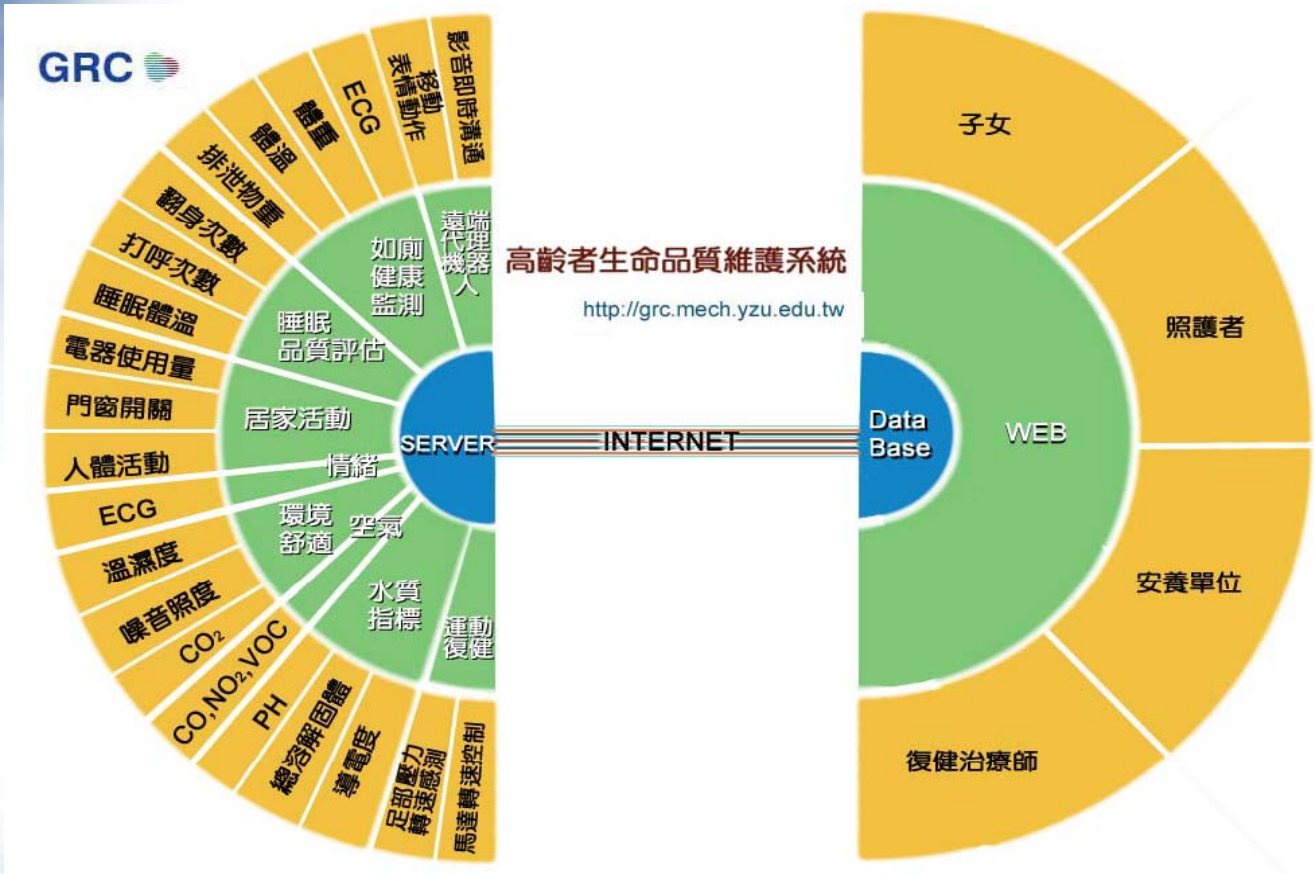 GRC
影音即時溝通
移動
表情動作
ECG
體重
體溫
排泄物重
翻身次數
打呼次數
睡眠體溫
電器使用量
門窗開關
人體活動
ECG
溫濕度
噪音照度
CO₂
CO,NO₂,VOC
PH
總溶解固體
導電度
足部壓力
轉速感測
馬達轉速控制
遠端
代理
機器
人
如廁
健康
監測
睡眠
品質評估
居家活動
情緒
環境
舒適
空氣
水質
指標
運動
復健
SERVER
高齡者生命品質維護系統
http://grc.mech.yzu.edu.tw
INTERNET
Data
Base
WEB
子女
照護者
安養單位
復健治療師